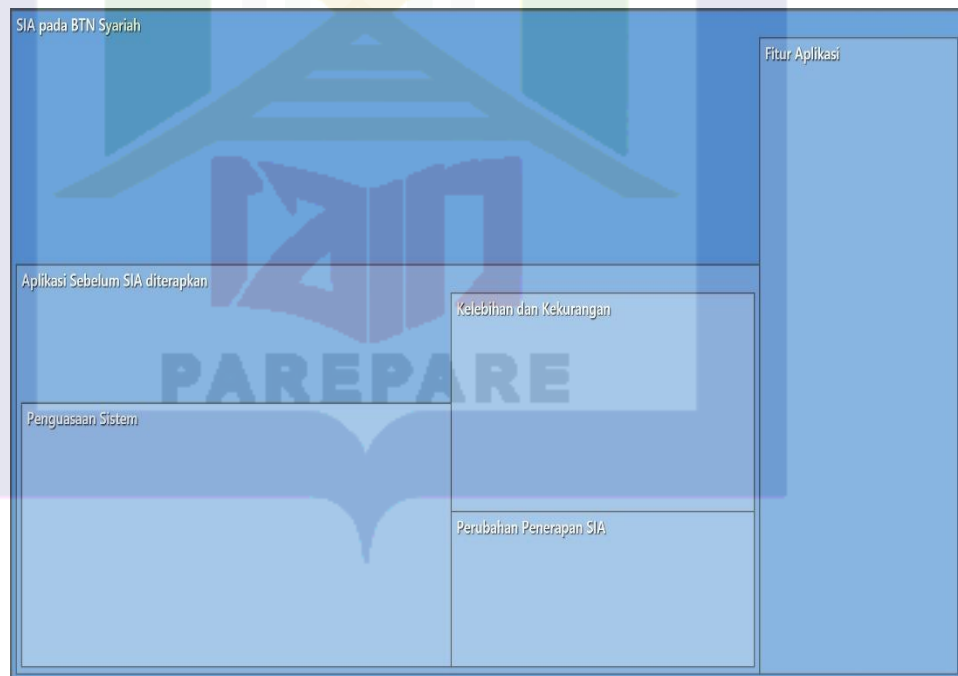 SIA pada BTN Syariah
Fitur Aplikasi
Aplikasi Sebelum SIA diterapkan
Kelebihan dan Kekurangan
PAREPARE
Penguasaan Sistem
Perubahan Penerapan SIA